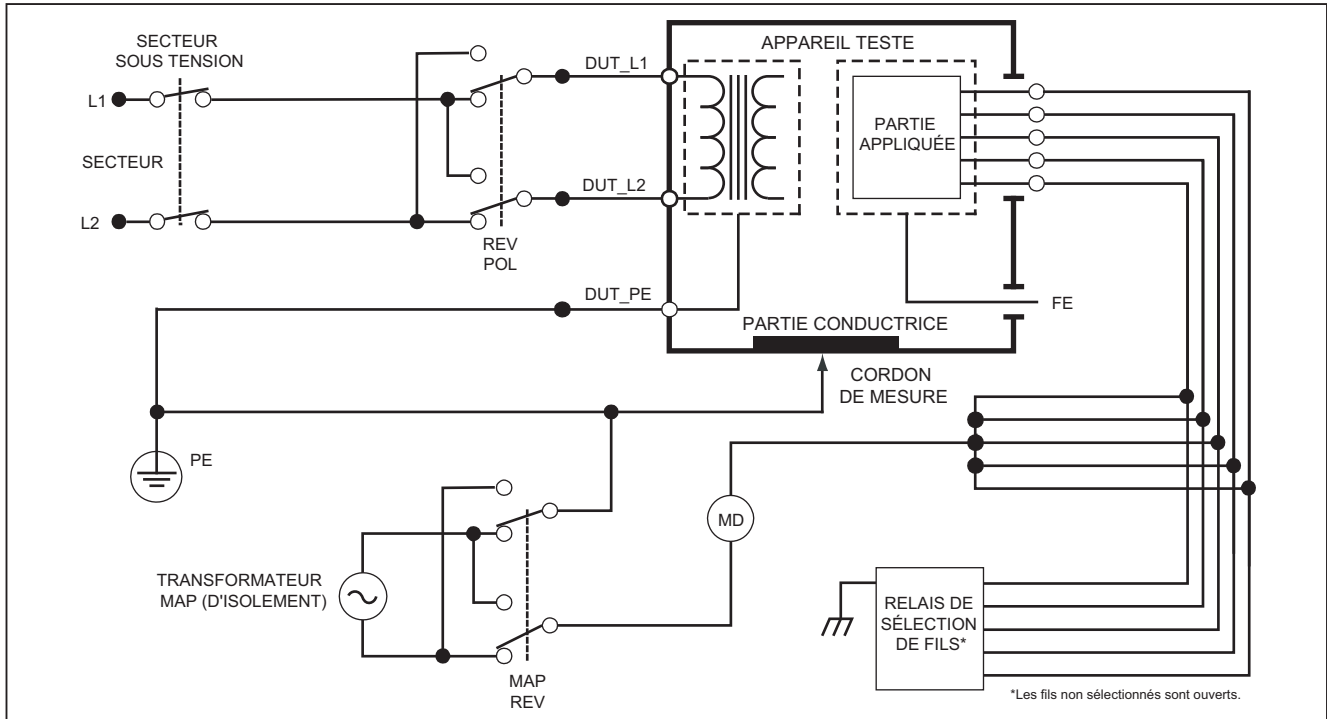 SECTEUR
SOUS TENSION
L1
SECTEUR
L2
REV
POL
DUT_L1
DUT_L2
DUT_PE
APPAREIL TESTE
PARTIE
APPLIQUÉE
FE
PARTIE CONDUCTRICE
CORDON
DE MESURE
PE
MD
TRANSFORMATEUR
MAP (D'ISOLEMENT)
MAP
REV
RELAIS DE
SÉLECTION
DE FILS*
*Les fils non sélectionnés sont ouverts.